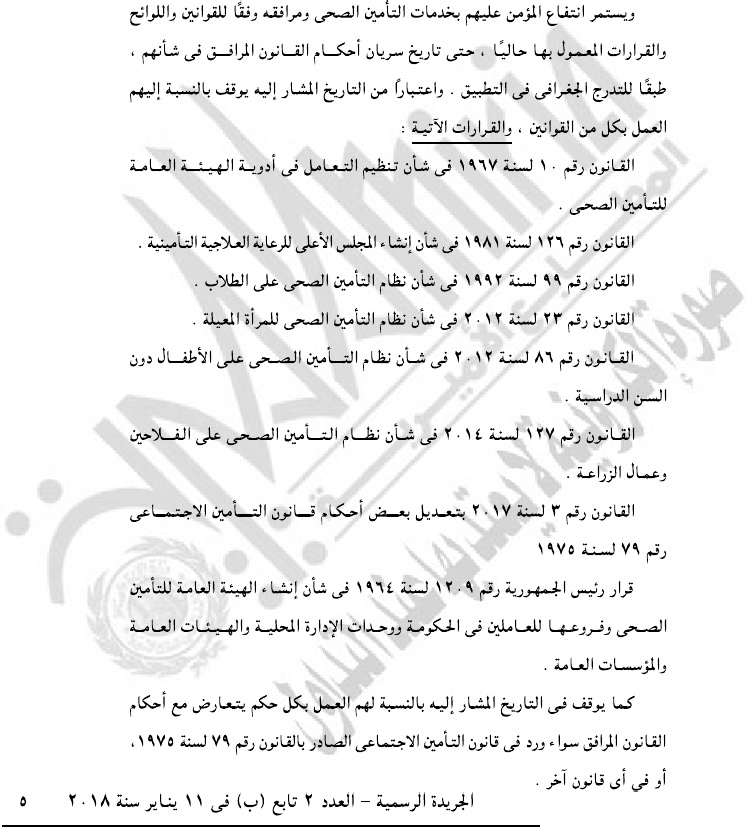 ويستمر انتفاع المؤمن عليهم بخدمات التأمين الصحى ومرافقه وفقًا للقوانين واللوائح
والقرارات المعمول بها حاليًا ، حتى تاريخ سريان أحكام القانون المرافق فى شأنهم ،
طبقًا للتدرج الجغرافى فى التطبيق . واعتبارًا من التاريخ المشار إليه يوقف بالنسبة إليهم
العمل بكل من القوانين ، والقرارات الآتية :
القانون رقم ١٠ لسنة ١٩٦٧ فى شأن تنظيم التعامل فى أدوية الهيئة العامة
للتأمين الصحى .
القانون رقم ١٢٦ لسنة ١٩٨١ فى شأن إنشاء المجلس الأعلى للرعاية العلاجية التأمينية .
القانون رقم ٩٩ لسنة ١٩٩٢ فى شأن نظام التأمين الصحى على الطلاب .
القانون رقم ٢٣ لسنة ٢٠١٢ فى شأن نظام التأمين الصحى للمرأة المعيلة .
القانون رقم ٨٦ لسنة ٢٠١٢ فى شأن نظام التأمين الصحى على الأطفال دون
السن الدراسية .
القانون رقم ١٢٧ لسنة ٢٠١٤ فى شأن نظام التأمين الصحى على الفلاحين
وعمال الزراعة .
القانون رقم ٣ لسنة ٢٠١٧ بتعديل بعض أحكام قانون التأمين الاجتماعى
رقم ٧٩ لسنة ١٩٧٥
قرار رئيس الجمهورية رقم ١٢٠٩ لسنة ١٩٦٤ فى شأن إنشاء الهيئة العامة للتأمين
الصحى وفروعها للعاملين فى الحكومة ووحدات الإدارة المحلية والهيئات العامة
والمؤسسات العامة .
كما يوقف فى التاريخ المشار إليه بالنسبة لهم العمل بكل حكم يتعارض مع أحكام
القانون المرافق سواء ورد فى قانون التأمين الاجتماعى الصادر بالقانون رقم ٧٩ لسنة ١٩٧٥،
أو في أى قانون آخر .
الجريدة الرسمية – العدد ٢ تابع (ب) فى ١١ يناير سنة ٢٠١٨ ٥